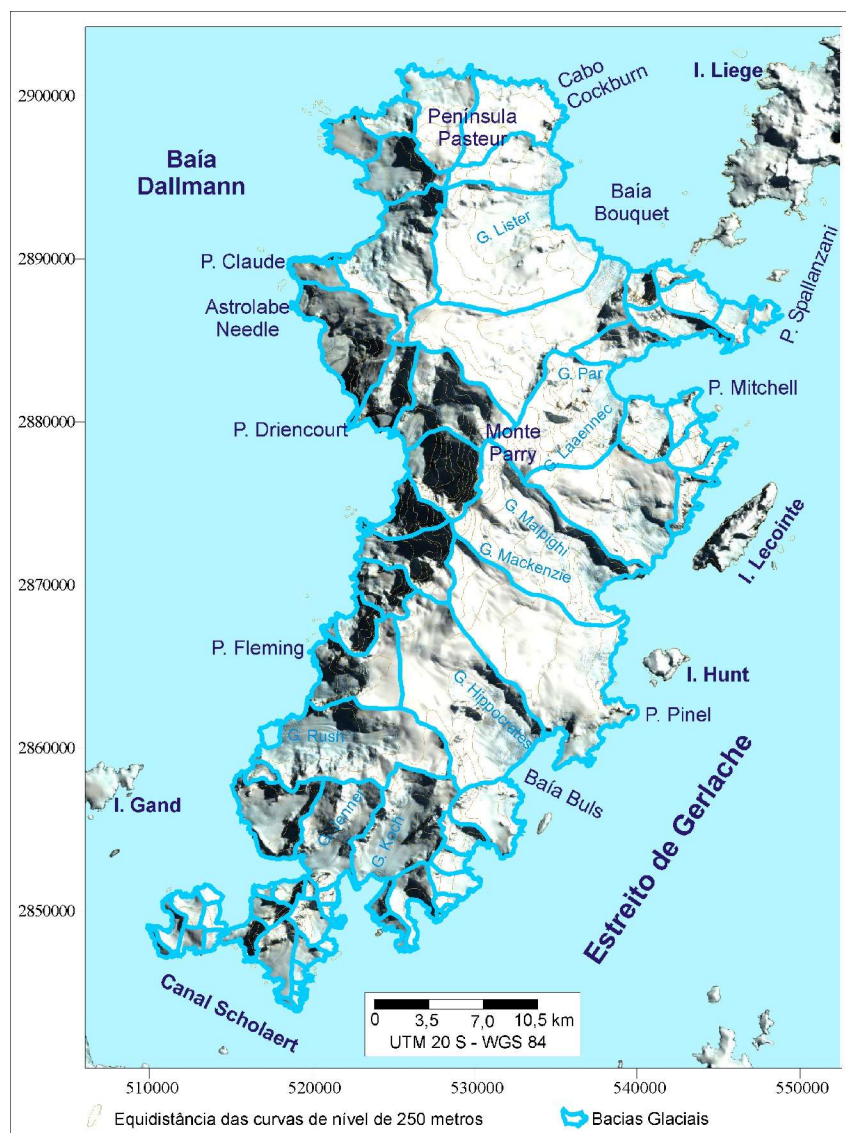 2900000
2890000
2880000
2870000
2860000
2850000
Cabo
Cockburn
I. Liege
Península
Pasteur
Baía
Dallmann
Baía
Bouquet
G. Lister
P. Claude
P. Spallanzani
Astrolabe
Needle
G. Par
P. Mitchell
P. Driencourt
Monte
Parry
G. Laaennec
G. Malpighi
G. Mackenzie
I. Lecointe
P. Fleming
I. Hunt
G. Hippocrates
P. Pinel
G. Rush
I. Gand
G. Jenner
G. Koch
Baía Buls
Estreito de Gerlache
Canal Scholaert
0 3,5 7,0 10,5 km
UTM 20 S - WGS 84
510000 520000 530000 540000 550000
Equidistância das curvas de nível de 250 metros
Bacias Glaciais